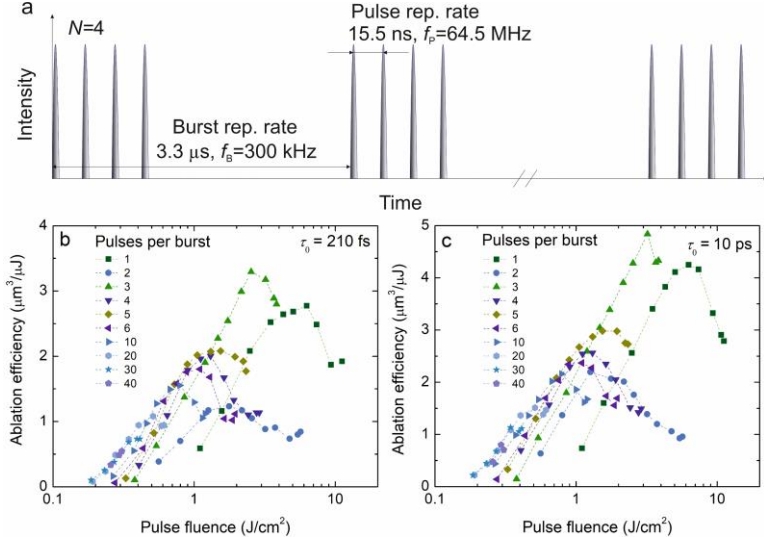 a
N=4
Pulse rep. rate
15.5 ns, fP=64.5 MHz
Burst rep. rate
3.3 µs, fB=300 kHz
Intensity
Time
b
Pulses per burst
τ0 = 210 fs
1
2
3
4
5
6
10
20
30
40
Ablation efficiency (µm³/µJ)
4
3
2
1
0
0.1
1
10
Pulse fluence (J/cm²)
c
Pulses per burst
τ0 = 10 ps
1
2
3
4
5
6
10
20
30
40
Ablation efficiency (µm³/µJ)
5
4
3
2
1
0
0.1
1
10
Pulse fluence (J/cm²)